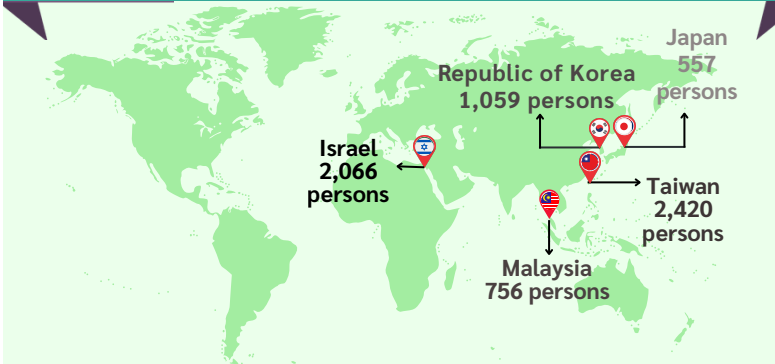 Japan
557
persons
Republic of Korea
1,059 persons
Israel
2,066
persons
Taiwan
2,420
persons
Malaysia
756 persons